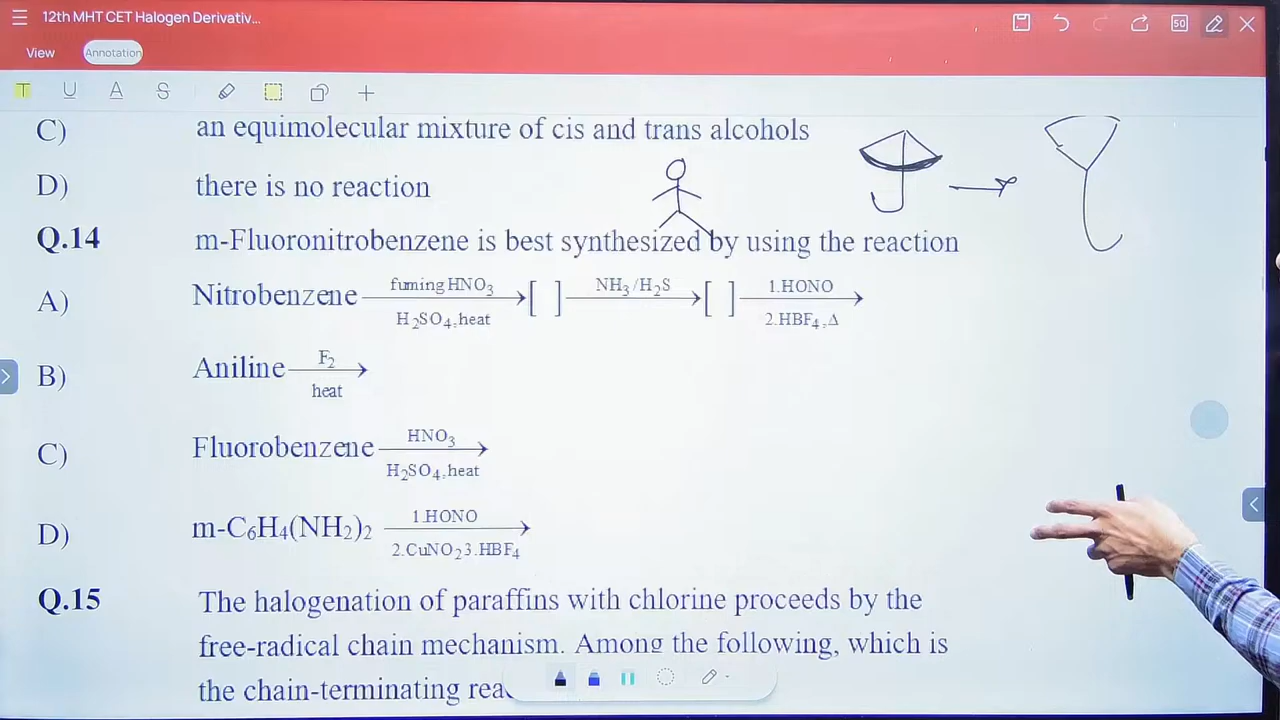 12th MHT CET Halogen Derivativ...
50
View
Annotation
T U A S
C) an equimolecular mixture of cis and trans alcohols
D) there is no reaction
Q.14 m-Fluoronitrobenzene is best synthesized by using the reaction
A) Nitrobenzene fuming HNO3 / H2SO4,heat → [ ] NH3/H2S → [ ] 1.HONO / 2.HBF4,Δ →
B) Aniline F2 / heat →
C) Fluorobenzene HNO3 / H2SO4,heat →
D) m-C6H4(NH2)2 1.HONO / 2.CuNO2 3.HBF4 →
Q.15 The halogenation of paraffins with chlorine proceeds by the
free-radical chain mechanism. Among the following, which is
the chain-terminating